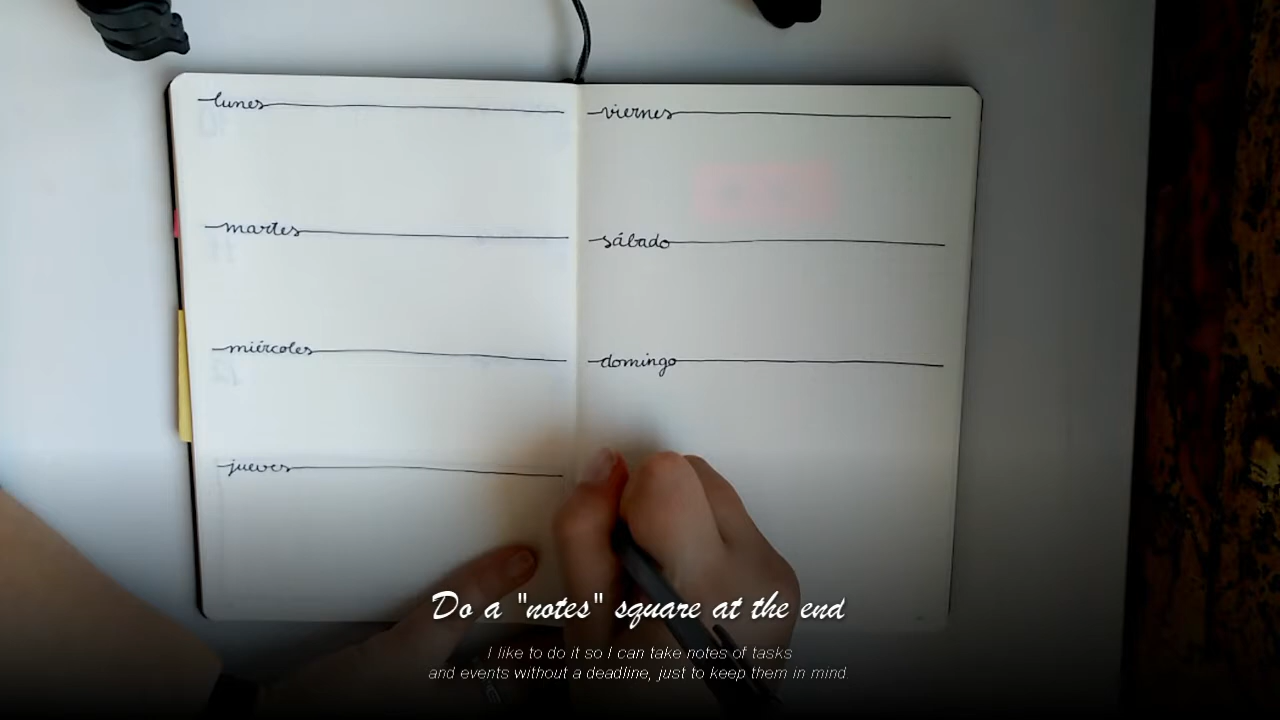 lunes
martes
miércoles
jueves
viernes
sábado
domingo
Do a "notes" square at the end
I like to do it so I can take notes of tasks
and events without a deadline, just to keep them in mind